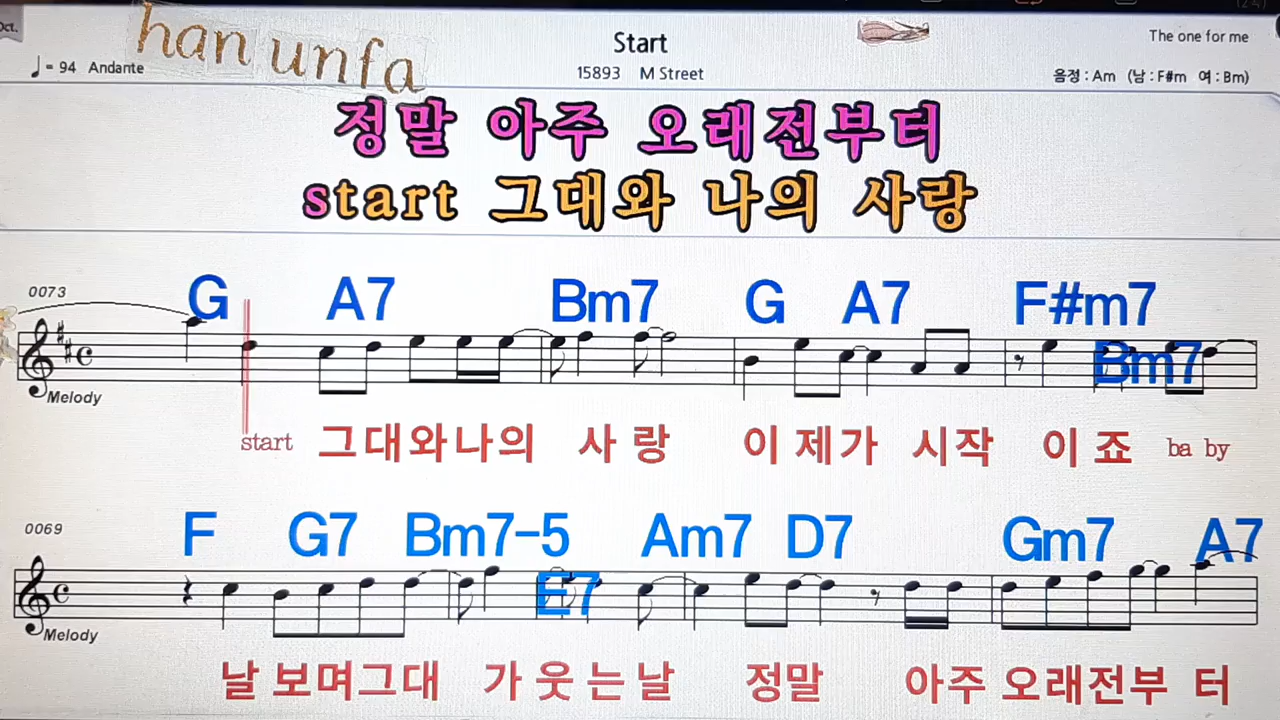 Oct.
han unfa
Start
The one for me
♩= 94 Andante
15893 M Street
음정 : Am (남 : F#m 여 : Bm)
정말 아주 오래전부터
start 그대와 나의 사랑
0073
G A7 Bm7 G A7 F#m7 Bm7
Melody
start 그대와나의 사 랑 이 제가 시작 이 죠 ba by
0069
F G7 Bm7-5 E7 Am7 D7 Gm7 A7
Melody
날 보며그대 가 웃 는 날 정말 아주 오래전부 터